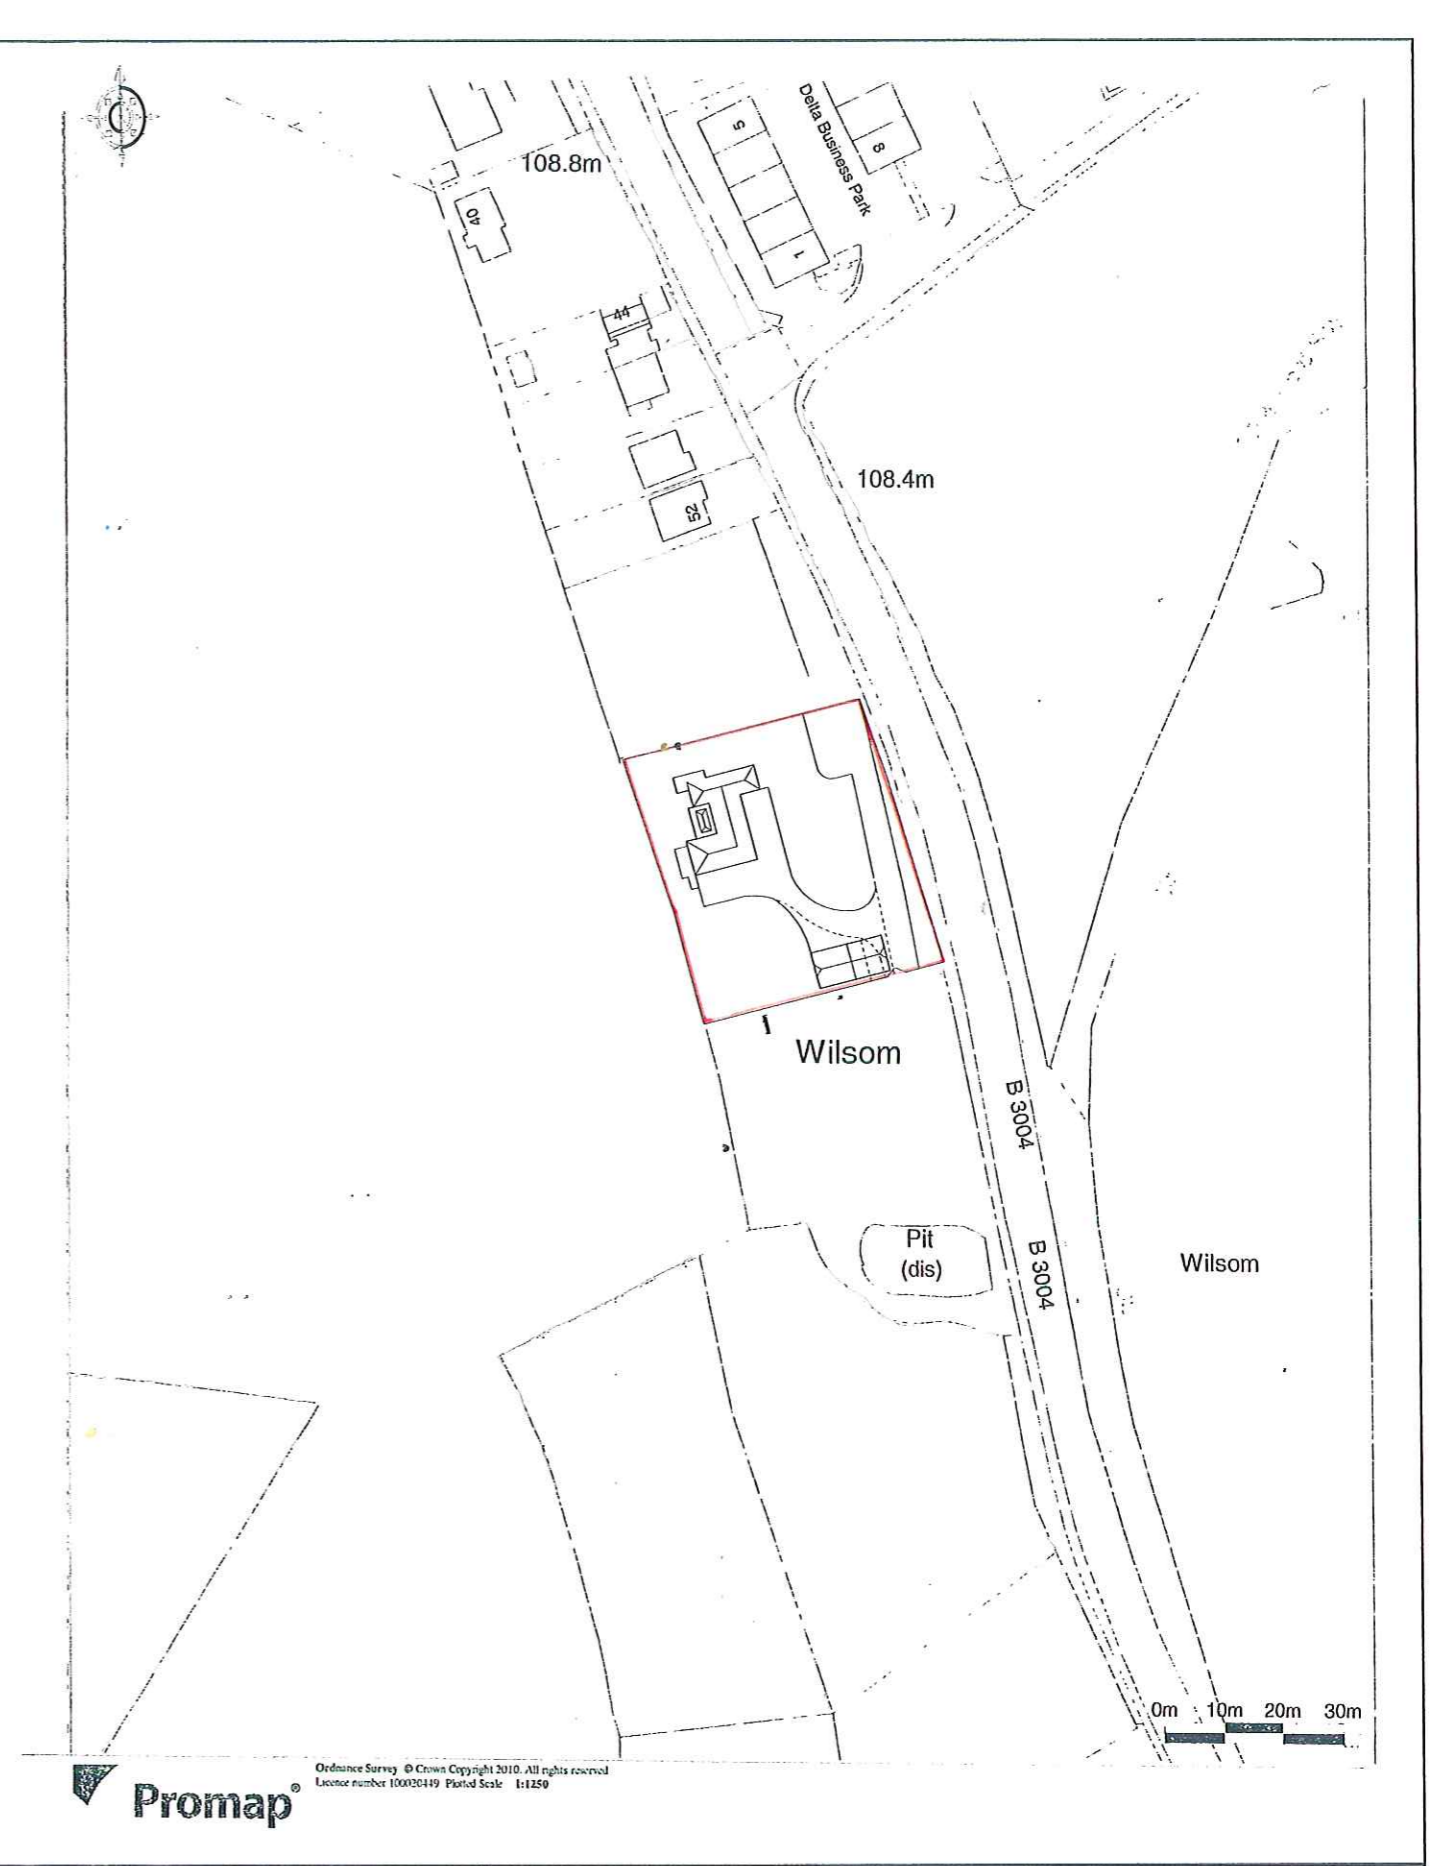 Delta Business Park
5
8
108.8m
40
1
44
108.4m
52
Wilsom
B 3004
Pit
(dis)
B 3004
Wilsom
0m 10m 20m 30m
Promap®
Ordnance Survey © Crown Copyright 2010. All rights reserved
Licence number 100020449 Plotted Scale 1:1250